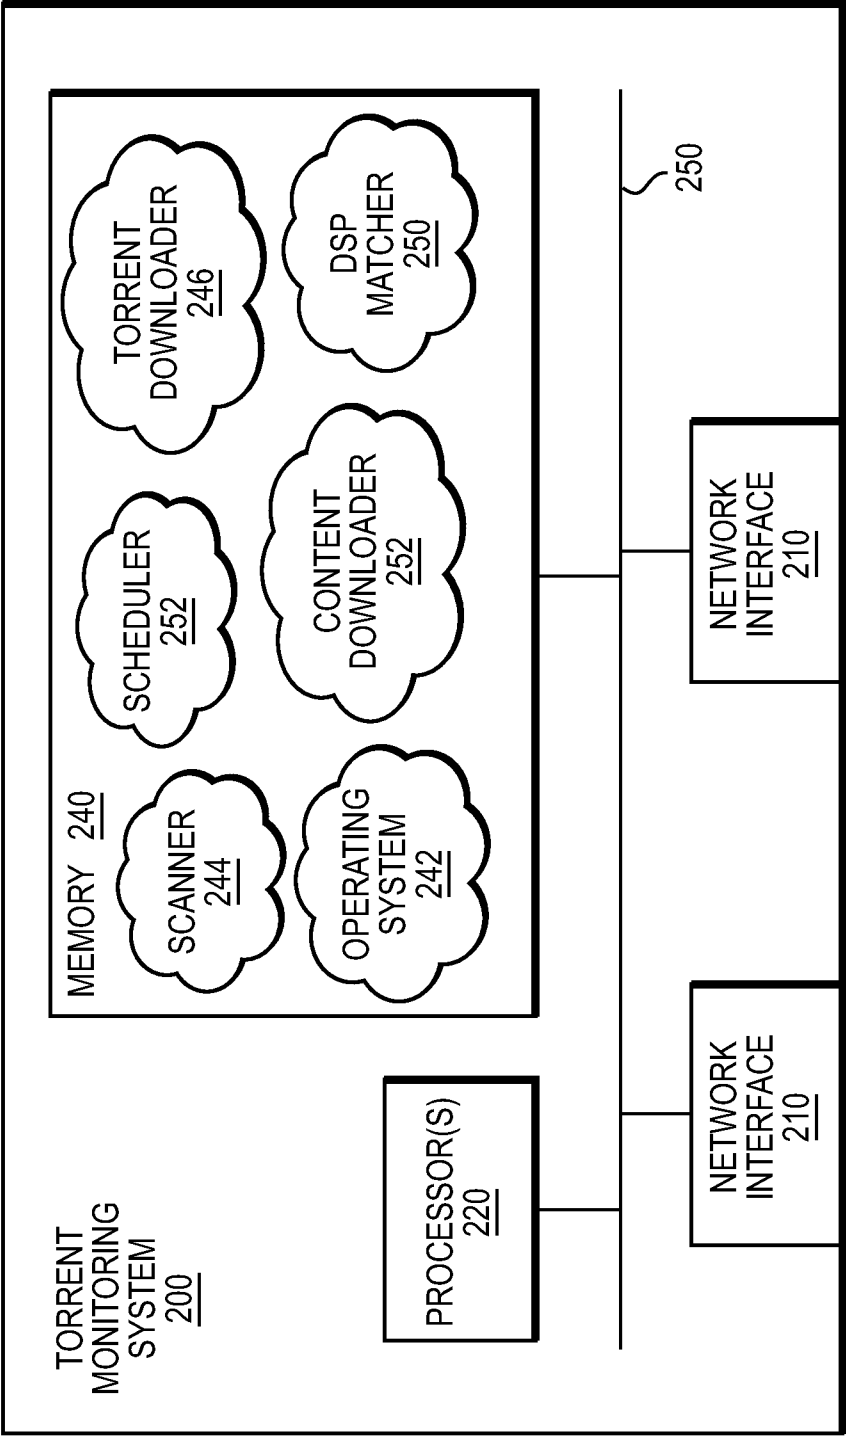 TORRENT
MONITORING
SYSTEM
200
MEMORY 240
SCANNER
244
SCHEDULER
252
TORRENT
DOWNLOADER
246
OPERATING
SYSTEM
242
CONTENT
DOWNLOADER
252
DSP
MATCHER
250
PROCESSOR(S)
220
250
NETWORK
INTERFACE
210
NETWORK
INTERFACE
210